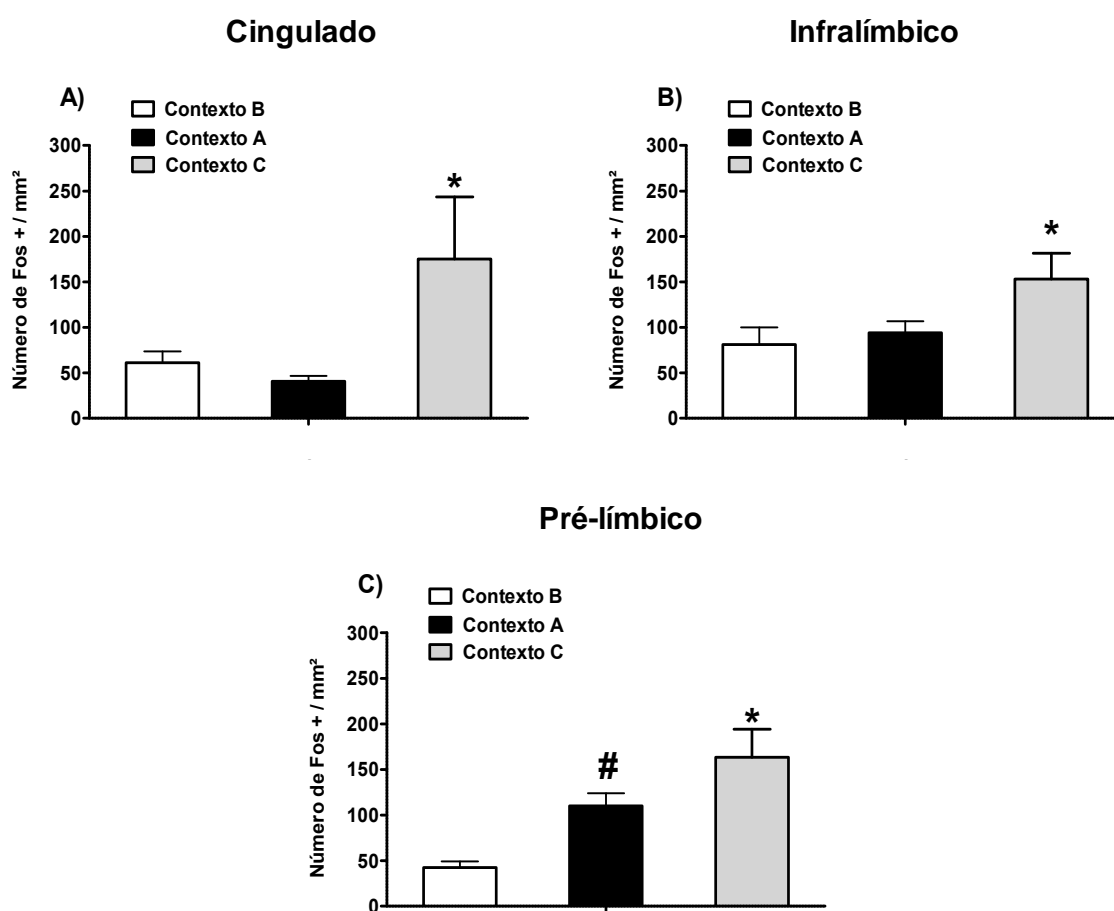 Cingulado
A)
Contexto B
Contexto A
Contexto C
Número de Fos + / mm²
300
250
200
150
100
50
0
*
Infralímbico
B)
Contexto B
Contexto A
Contexto C
Número de Fos + / mm²
300
250
200
150
100
50
0
*
Pré-límbico
C)
Contexto B
Contexto A
Contexto C
Número de Fos + / mm²
300
250
200
150
100
50
0
#
*